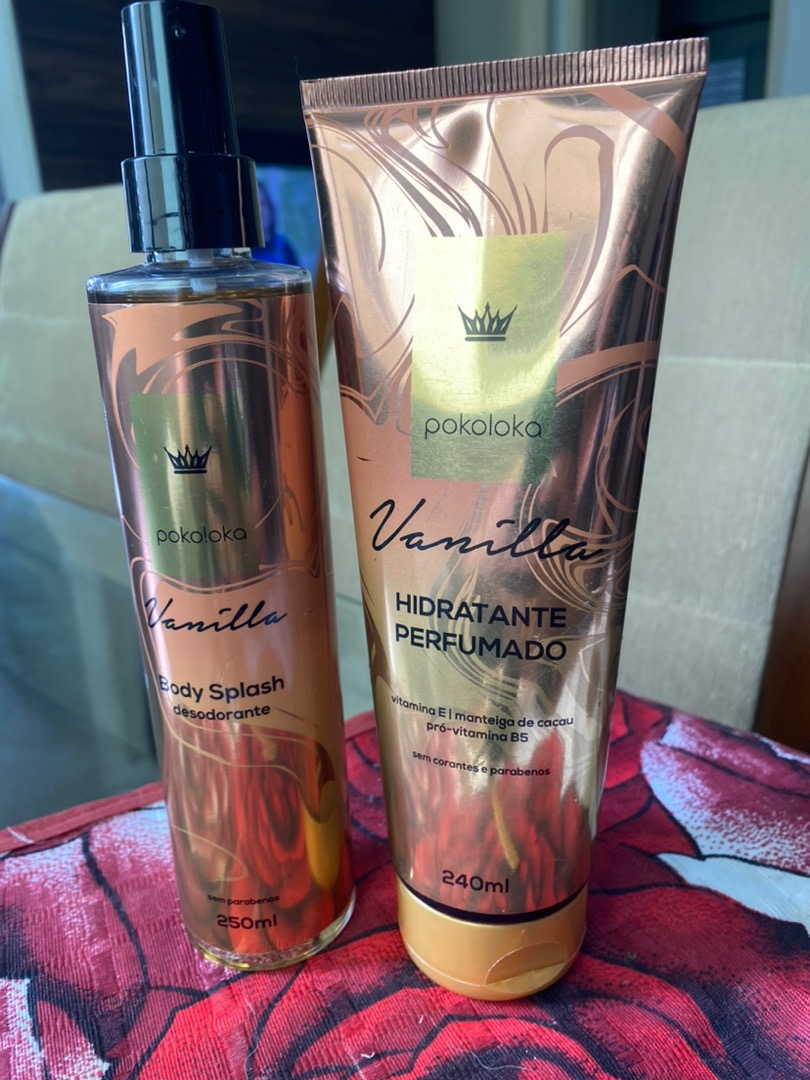 pokoloka
Vanilla
Body Splash
desodorante
sem parabenos
250ml
pokoloka
Vanilla
HIDRATANTE
PERFUMADO
vitamina E | manteiga de cacau
pró-vitamina B5
sem corantes e parabenos
240ml